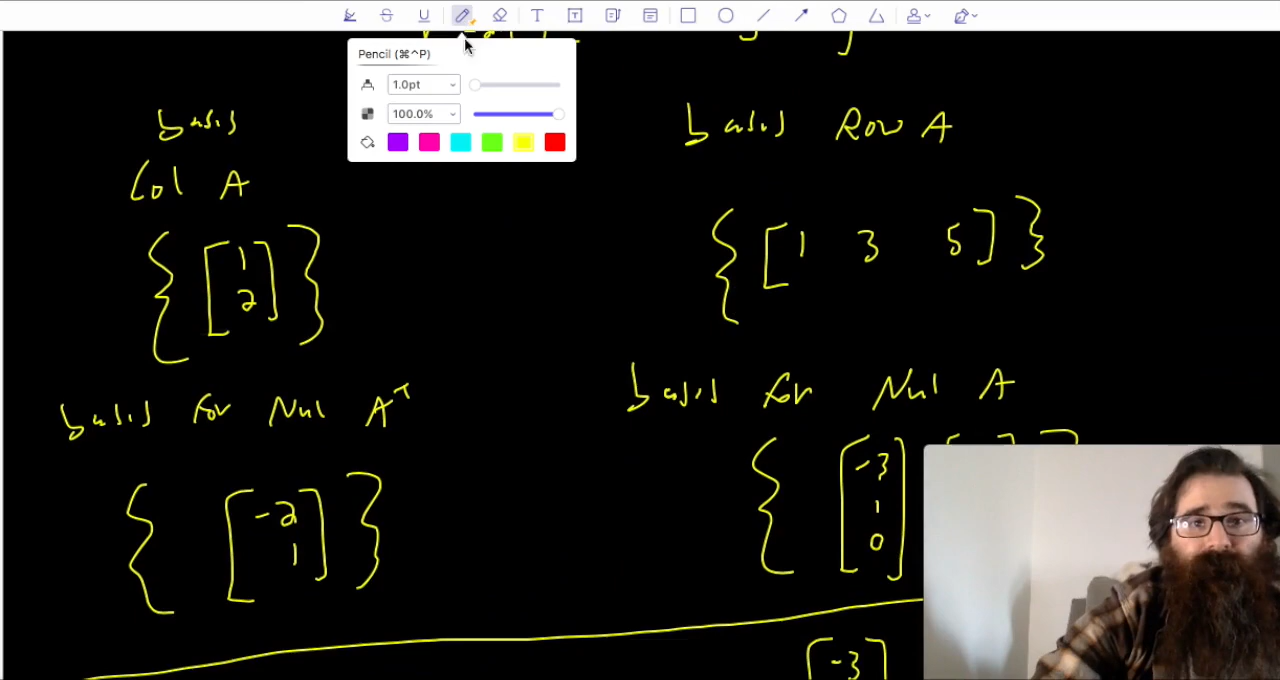 Pencil (⌘^P)
1.0pt
100.0%
basis
Col A
{ [ 1
2 ] }
basis Row A
{ [ 1 3 5 ] }
basis for Nul Aᵀ
{ [ -2
1 ] }
basis for Nul A
{ [ -3
1
0 ]
[ -3 ]